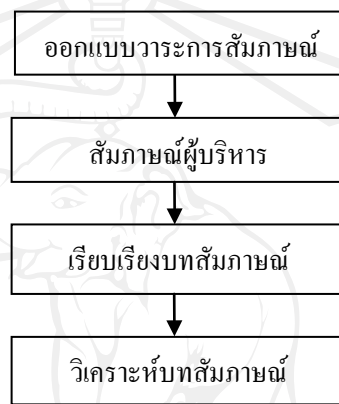 ออกแบบวาระการสัมภาษณ์
สัมภาษณ์ผู้บริหาร
เรียบเรียงบทสัมภาษณ์
วิเคราะห์บทสัมภาษณ์